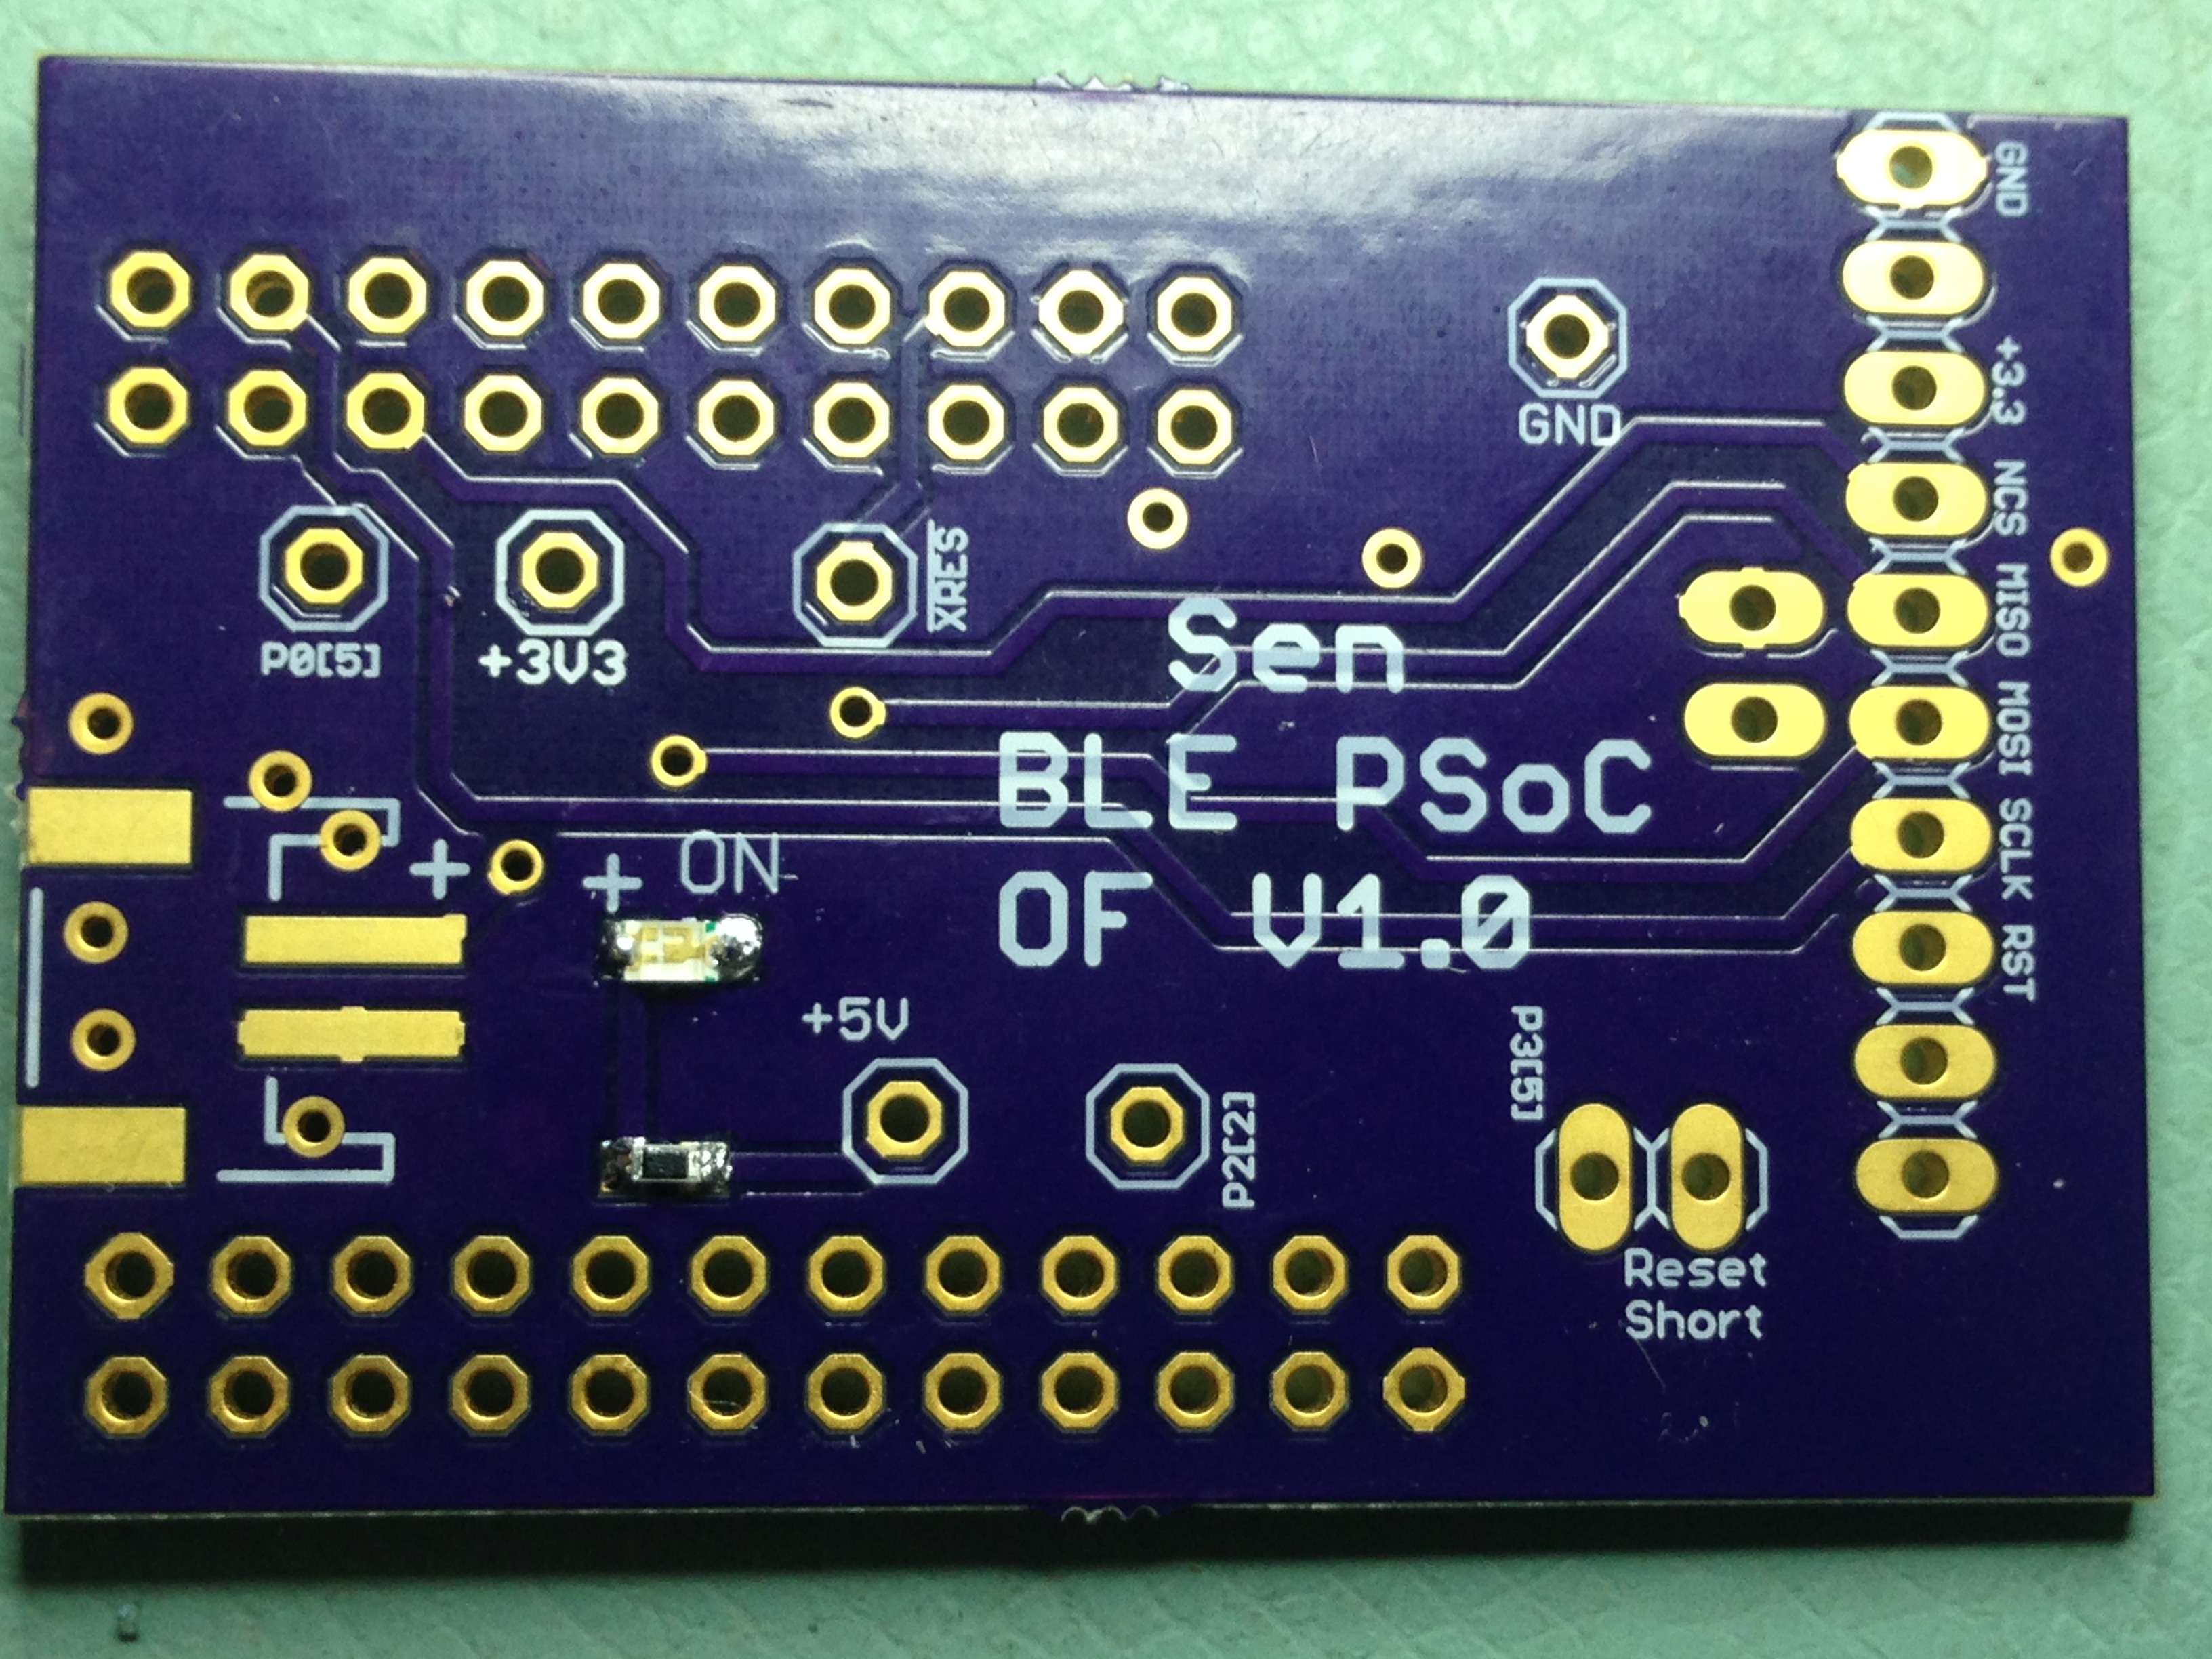 GND
GND
+3.3 NCS MISO MOSI SCLK RST
XRES
P0[5]
+3V3
Sen
BLE PSoC
OF V1.0
+ + ON
+5V
P2[2]
P3[5]
Reset
Short